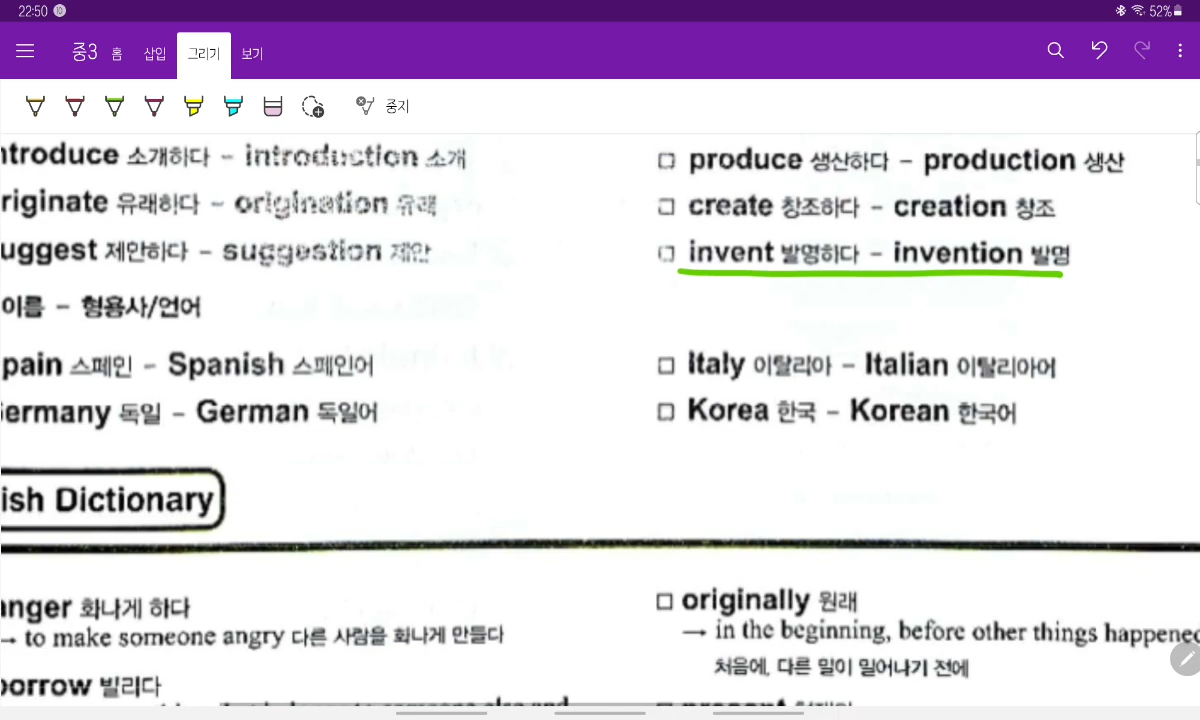 22:50
52%
중3 홈 삽입 그리기 보기
중지
ntroduce 소개하다 – introduction 소개
riginate 유래하다 – origination 유래
uggest 제안하다 – suggestion 제안
이름 – 형용사/언어
pain 스페인 – Spanish 스페인어
Germany 독일 – German 독일어
produce 생산하다 – production 생산
create 창조하다 – creation 창조
invent 발명하다 – invention 발명
Italy 이탈리아 – Italian 이탈리아어
Korea 한국 – Korean 한국어
ish Dictionary
anger 화나게 하다
→ to make someone angry 다른 사람을 화나게 만들다
borrow 빌리다
originally 원래
→ in the beginning, before other things happened
처음에, 다른 일이 일어나기 전에